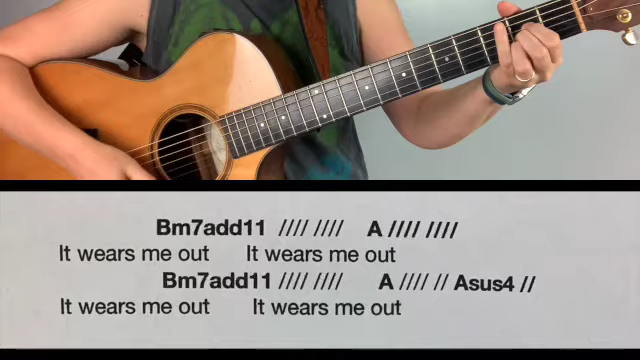 Bm7add11 //// //// A //// ////
It wears me out It wears me out
Bm7add11 //// //// A //// // Asus4 //
It wears me out It wears me out